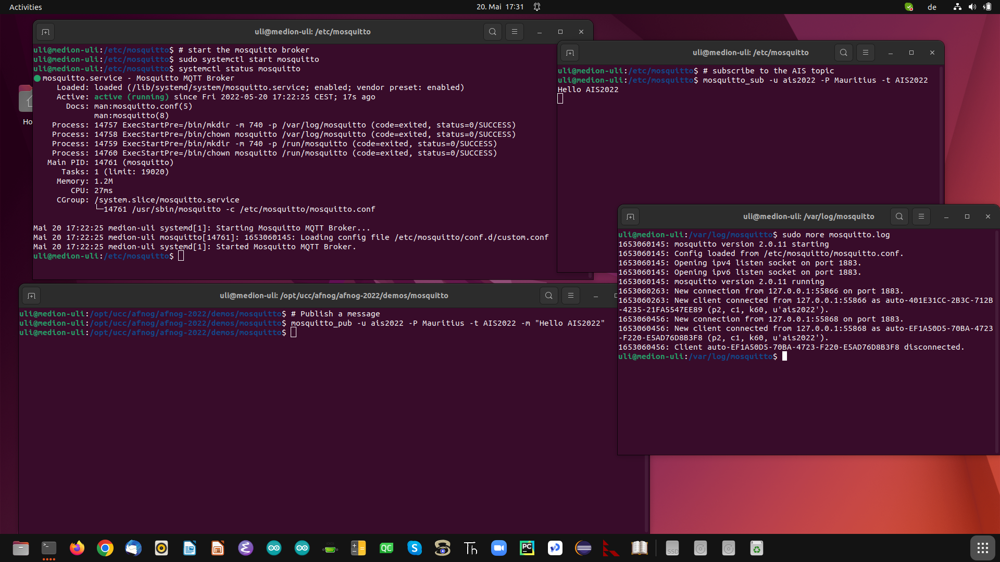 Activities
20. Mai 17:31
de
uli@medion-uli: /etc/mosquitto
uli@medion-uli:/etc/mosquitto$ # start the mosquitto broker
uli@medion-uli:/etc/mosquitto$ sudo systemctl start mosquitto
uli@medion-uli:/etc/mosquitto$ systemctl status mosquitto
mosquitto.service - Mosquitto MQTT Broker
Loaded: loaded (/lib/systemd/system/mosquitto.service; enabled; vendor preset: enabled)
Active: active (running) since Fri 2022-05-20 17:22:25 CEST; 17s ago
Docs: man:mosquitto.conf(5)
man:mosquitto(8)
Process: 14757 ExecStartPre=/bin/mkdir -m 740 -p /var/log/mosquitto (code=exited, status=0/SUCCESS)
Process: 14758 ExecStartPre=/bin/chown mosquitto /var/log/mosquitto (code=exited, status=0/SUCCESS)
Process: 14759 ExecStartPre=/bin/mkdir -m 740 -p /run/mosquitto (code=exited, status=0/SUCCESS)
Process: 14760 ExecStartPre=/bin/chown mosquitto /run/mosquitto (code=exited, status=0/SUCCESS)
Main PID: 14761 (mosquitto)
Tasks: 1 (limit: 19020)
Memory: 1.2M
CPU: 27ms
CGroup: /system.slice/mosquitto.service
└─14761 /usr/sbin/mosquitto -c /etc/mosquitto/mosquitto.conf
Mai 20 17:22:25 medion-uli systemd[1]: Starting Mosquitto MQTT Broker...
Mai 20 17:22:25 medion-uli mosquitto[14761]: 1653060145: Loading config file /etc/mosquitto/conf.d/custom.conf
Mai 20 17:22:25 medion-uli systemd[1]: Started Mosquitto MQTT Broker.
uli@medion-uli:/etc/mosquitto$
Ho
uli@medion-uli: /etc/mosquitto
uli@medion-uli:/etc/mosquitto$ # subscribe to the AIS topic
uli@medion-uli:/etc/mosquitto$ mosquitto_sub -u ais2022 -P Mauritius -t AIS2022
Hello AIS2022
uli@medion-uli: /var/log/mosquitto
uli@medion-uli:/var/log/mosquitto$ sudo more mosquitto.log
1653060145: mosquitto version 2.0.11 starting
1653060145: Config loaded from /etc/mosquitto/mosquitto.conf.
1653060145: Opening ipv4 listen socket on port 1883.
1653060145: Opening ipv6 listen socket on port 1883.
1653060145: mosquitto version 2.0.11 running
1653060263: New connection from 127.0.0.1:55866 on port 1883.
1653060263: New client connected from 127.0.0.1:55866 as auto-401E31CC-2B3C-712B
-4235-21FA5547EE89 (p2, c1, k60, u'ais2022').
1653060456: New connection from 127.0.0.1:55868 on port 1883.
1653060456: New client connected from 127.0.0.1:55868 as auto-EF1A50D5-70BA-4723
-F220-E5AD76D8B3F8 (p2, c1, k60, u'ais2022').
1653060456: Client auto-EF1A50D5-70BA-4723-F220-E5AD76D8B3F8 disconnected.
uli@medion-uli:/var/log/mosquitto$
uli@medion-uli: /opt/ucc/afnog/afnog-2022/demos/mosquitto
uli@medion-uli:/opt/ucc/afnog/afnog-2022/demos/mosquitto$ # Publish a message
uli@medion-uli:/opt/ucc/afnog/afnog-2022/demos/mosquitto$ mosquitto_pub -u ais2022 -P Mauritius -t AIS2022 -m "Hello AIS2022"
uli@medion-uli:/opt/ucc/afnog/afnog-2022/demos/mosquitto$
QC
Th
PC
SSD